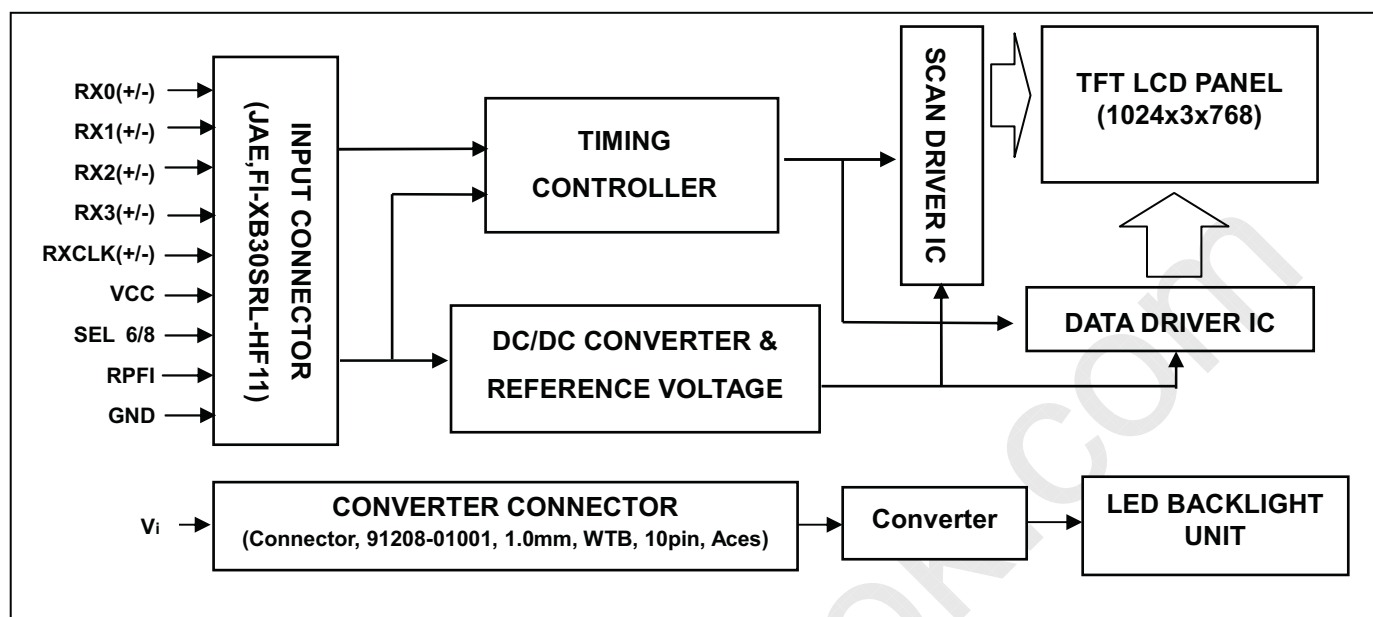 RX0(+/-)
RX1(+/-)
RX2(+/-)
RX3(+/-)
RXCLK(+/-)
VCC
SEL 6/8
RPFI
GND
INPUT CONNECTOR
(JAE,FI-XB30SRL-HF11)
TIMING
CONTROLLER
DC/DC CONVERTER &
REFERENCE VOLTAGE
SCAN DRIVER IC
TFT LCD PANEL
(1024x3x768)
DATA DRIVER IC
Vi
CONVERTER CONNECTOR
(Connector, 91208-01001, 1.0mm, WTB, 10pin, Aces)
Converter
LED BACKLIGHT
UNIT